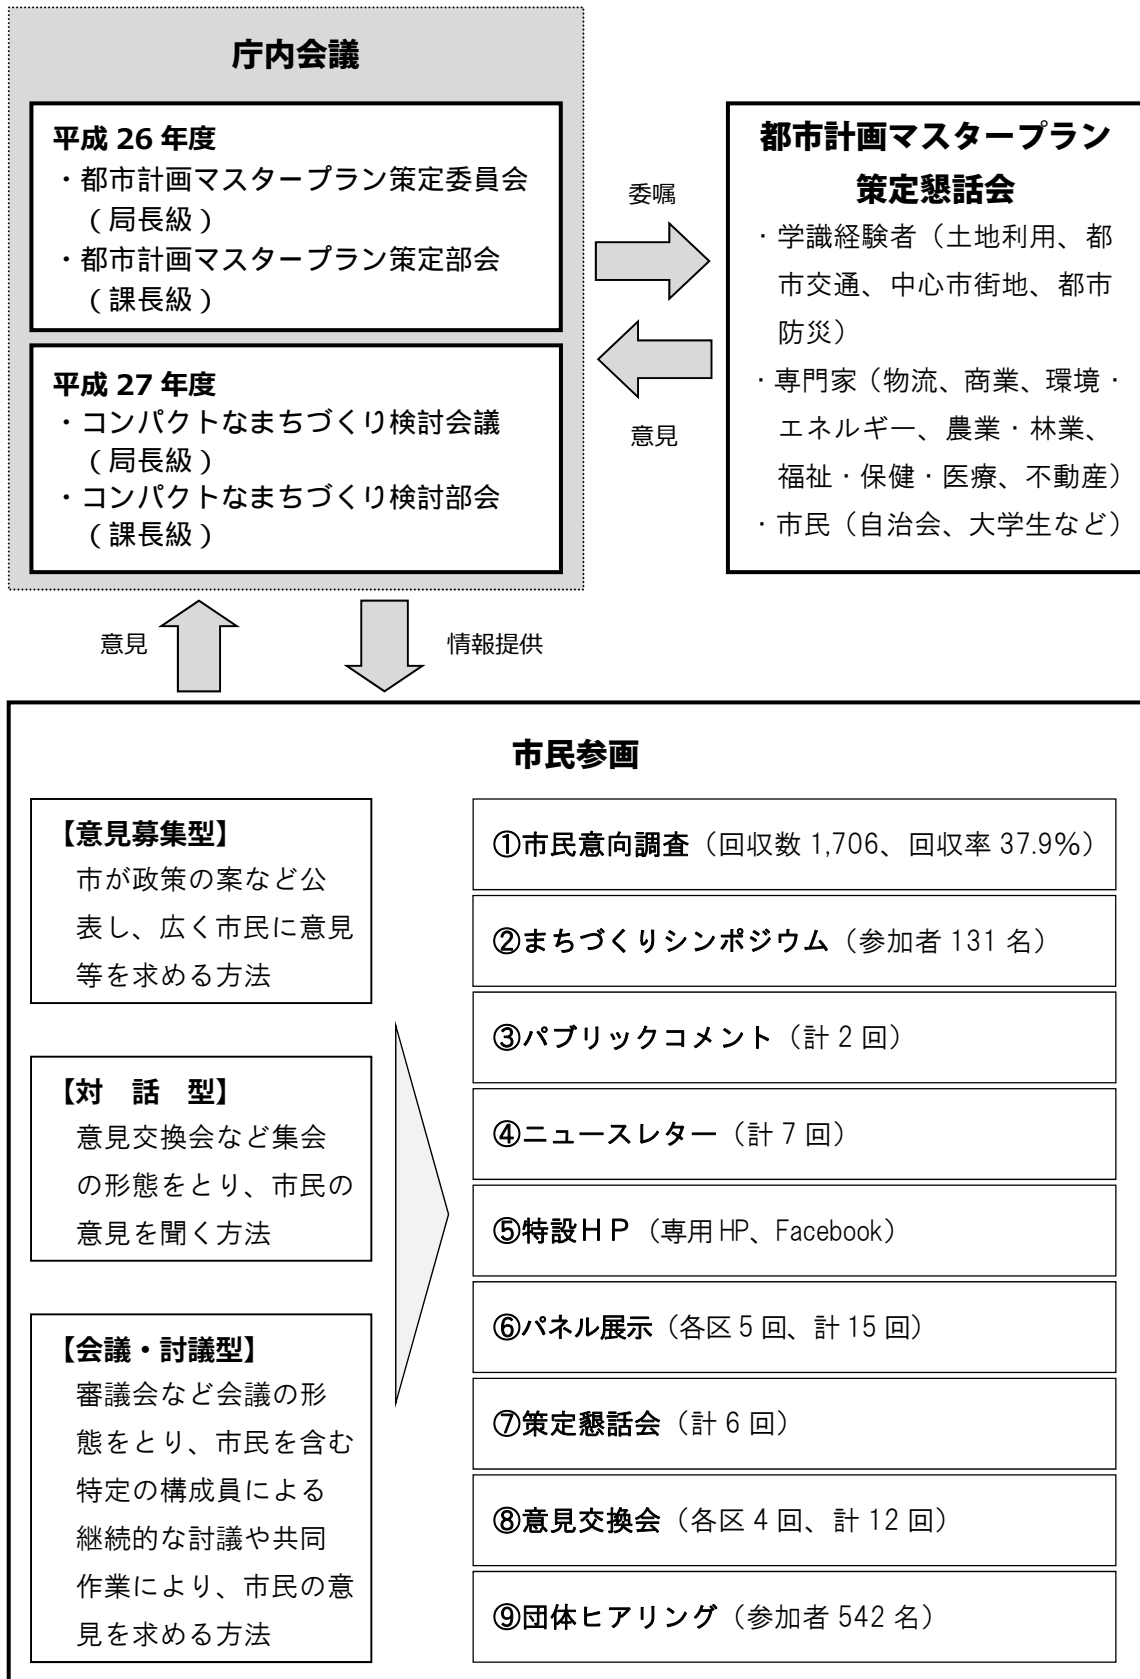 庁内会議
平成 26 年度
・都市計画マスタープラン策定委員会
（局長級）
・都市計画マスタープラン策定部会
（課長級）
平成 27 年度
・コンパクトなまちづくり検討会議
（局長級）
・コンパクトなまちづくり検討部会
（課長級）
委嘱
意見
都市計画マスタープラン
策定懇話会
・学識経験者（土地利用、都
市交通、中心市街地、都市
防災）
・専門家（物流、商業、環境・
エネルギー、農業・林業、
福祉・保健・医療、不動産）
・市民（自治会、大学生など）
意見
情報提供
市民参画
【意見募集型】
市が政策の案など公
表し、広く市民に意見
等を求める方法
【対　話　型】
意見交換会など集会
の形態をとり、市民の
意見を聞く方法
【会議・討議型】
審議会など会議の形
態をとり、市民を含む
特定の構成員による
継続的な討議や共同
作業により、市民の意
見を求める方法
①市民意向調査（回収数 1,706、回収率 37.9％）
②まちづくりシンポジウム（参加者 131 名）
③パブリックコメント（計 2 回）
④ニュースレター（計 7 回）
⑤特設ＨＰ（専用 HP、Facebook）
⑥パネル展示（各区 5 回、計 15 回）
⑦策定懇話会（計 6 回）
⑧意見交換会（各区 4 回、計 12 回）
⑨団体ヒアリング（参加者 542 名）